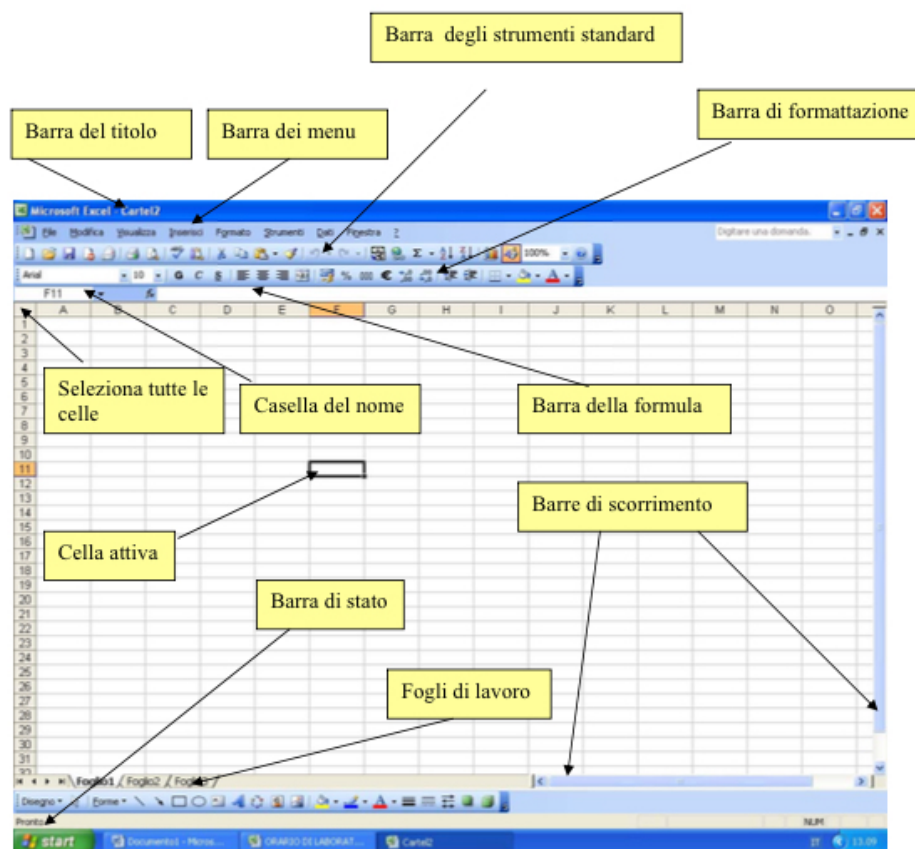 Barra degli strumenti standard
Barra di formattazione
Barra del titolo
Barra dei menu
Microsoft Excel - Cartel2
File Modifica Visualizza Inserisci Formato Strumenti Dati Finestra ?
Digitare una domanda.
100%
Arial 10 G C S % 000 €
F11 fx
A B C D E F G H I J K L M N O
1
2
3
4
5
Seleziona tutte le
celle
Casella del nome
Barra della formula
6
7
8
9
10
11
12
13
14
Barre di scorrimento
15
16
Cella attiva
17
18
19
20
Barra di stato
21
22
23
24
25
26
Fogli di lavoro
27
28
29
30
31
32
Foglio1 Foglio2
Disegno Forme
Pronto NUM
start Documento1 - Micros... ORARIO DI LABORAT... Cartel2 IT 13.09